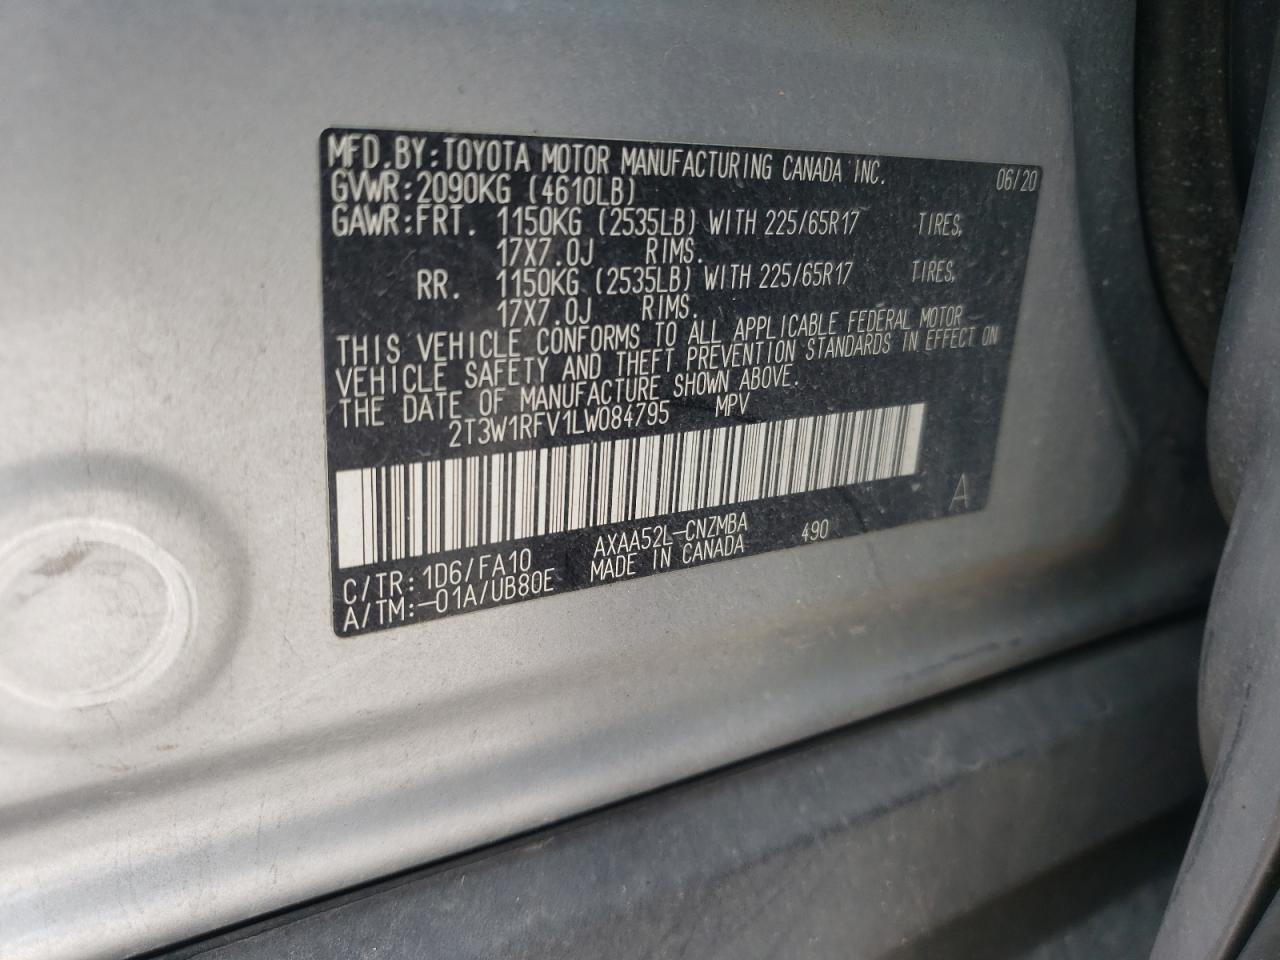 MFD.BY:TOYOTA MOTOR MANUFACTURING CANADA INC. 06/20
GVWR:2090KG (4610LB)
GAWR:FRT. 1150KG (2535LB) WITH 225/65R17 TIRES,
17X7.0J RIMS.
RR. 1150KG (2535LB) WITH 225/65R17 TIRES,
17X7.0J RIMS.
THIS VEHICLE CONFORMS TO ALL APPLICABLE FEDERAL MOTOR
VEHICLE SAFETY AND THEFT PREVENTION STANDARDS IN EFFECT ON
THE DATE OF MANUFACTURE SHOWN ABOVE.
2T3W1RFV1LW084795 MPV
A
C/TR:1D6/FA10 AXAA52L-CNZMBA 490
A/TM:-01A/UB80E MADE IN CANADA